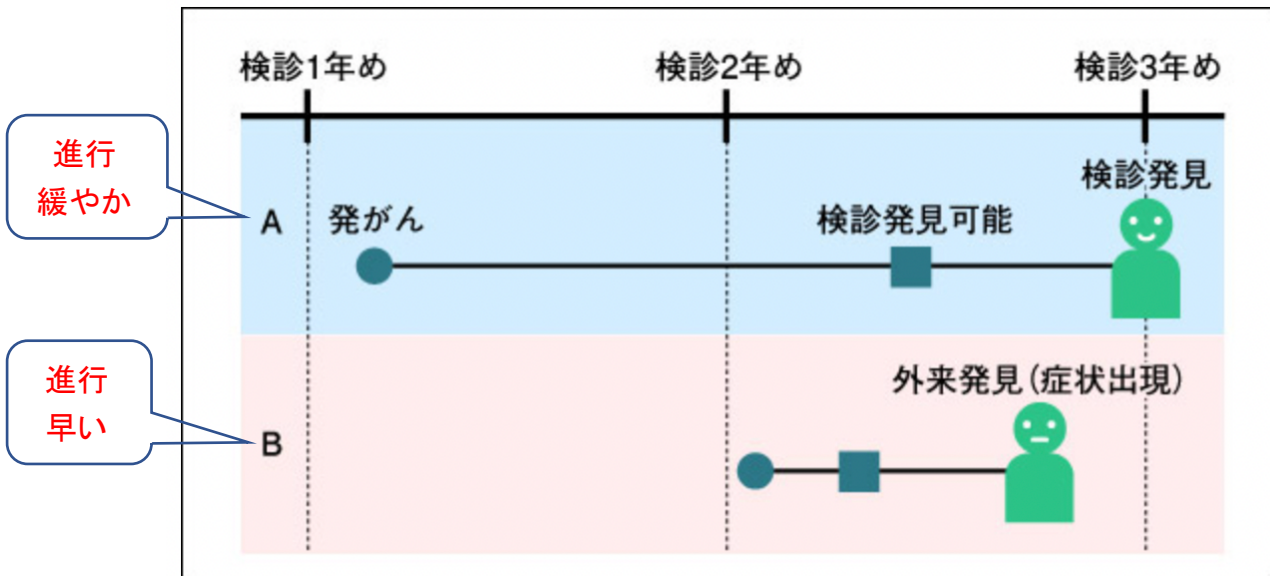 検診1年め
検診2年め
検診3年め
進行
緩やか
A
発がん
検診発見可能
検診発見
進行
早い
B
外来発見(症状出現)